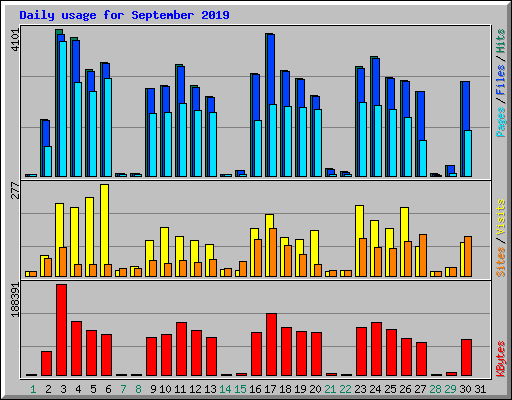 Daily usage for September 2019
4101
Pages / Files / Hits
277
Sites / Visits
188391
KBytes
1 2 3 4 5 6 7 8 9 10 11 12 13 14 15 16 17 18 19 20 21 22 23 24 25 26 27 28 29 30 31